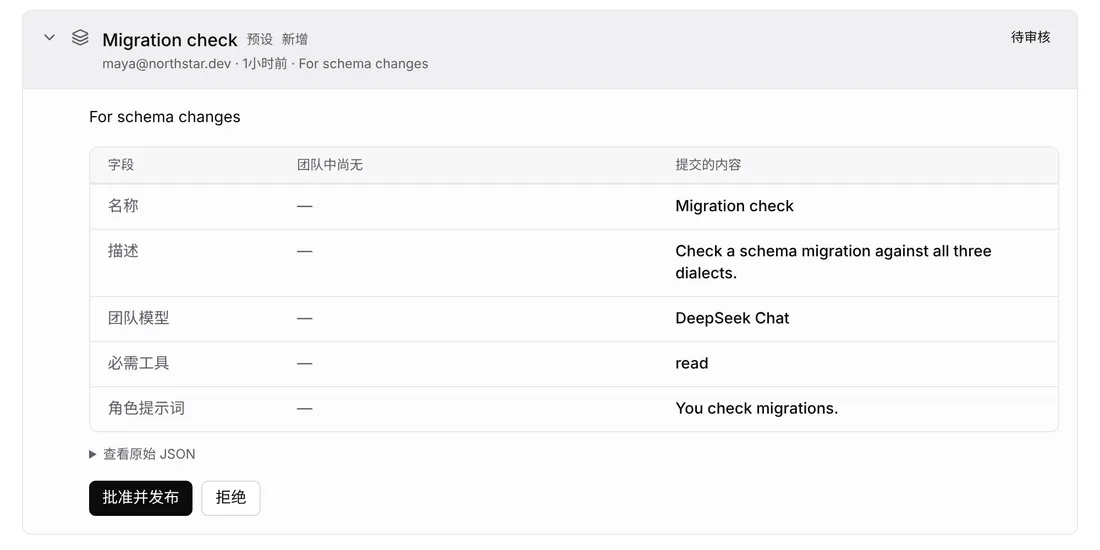 Migration check 预设 新增 待审核
maya@northstar.dev · 1小时前 · For schema changes
For schema changes
字段 团队中尚无 提交的内容
名称 — Migration check
描述 — Check a schema migration against all three
dialects.
团队模型 — DeepSeek Chat
必需工具 — read
角色提示词 — You check migrations.
查看原始 JSON
批准并发布 拒绝